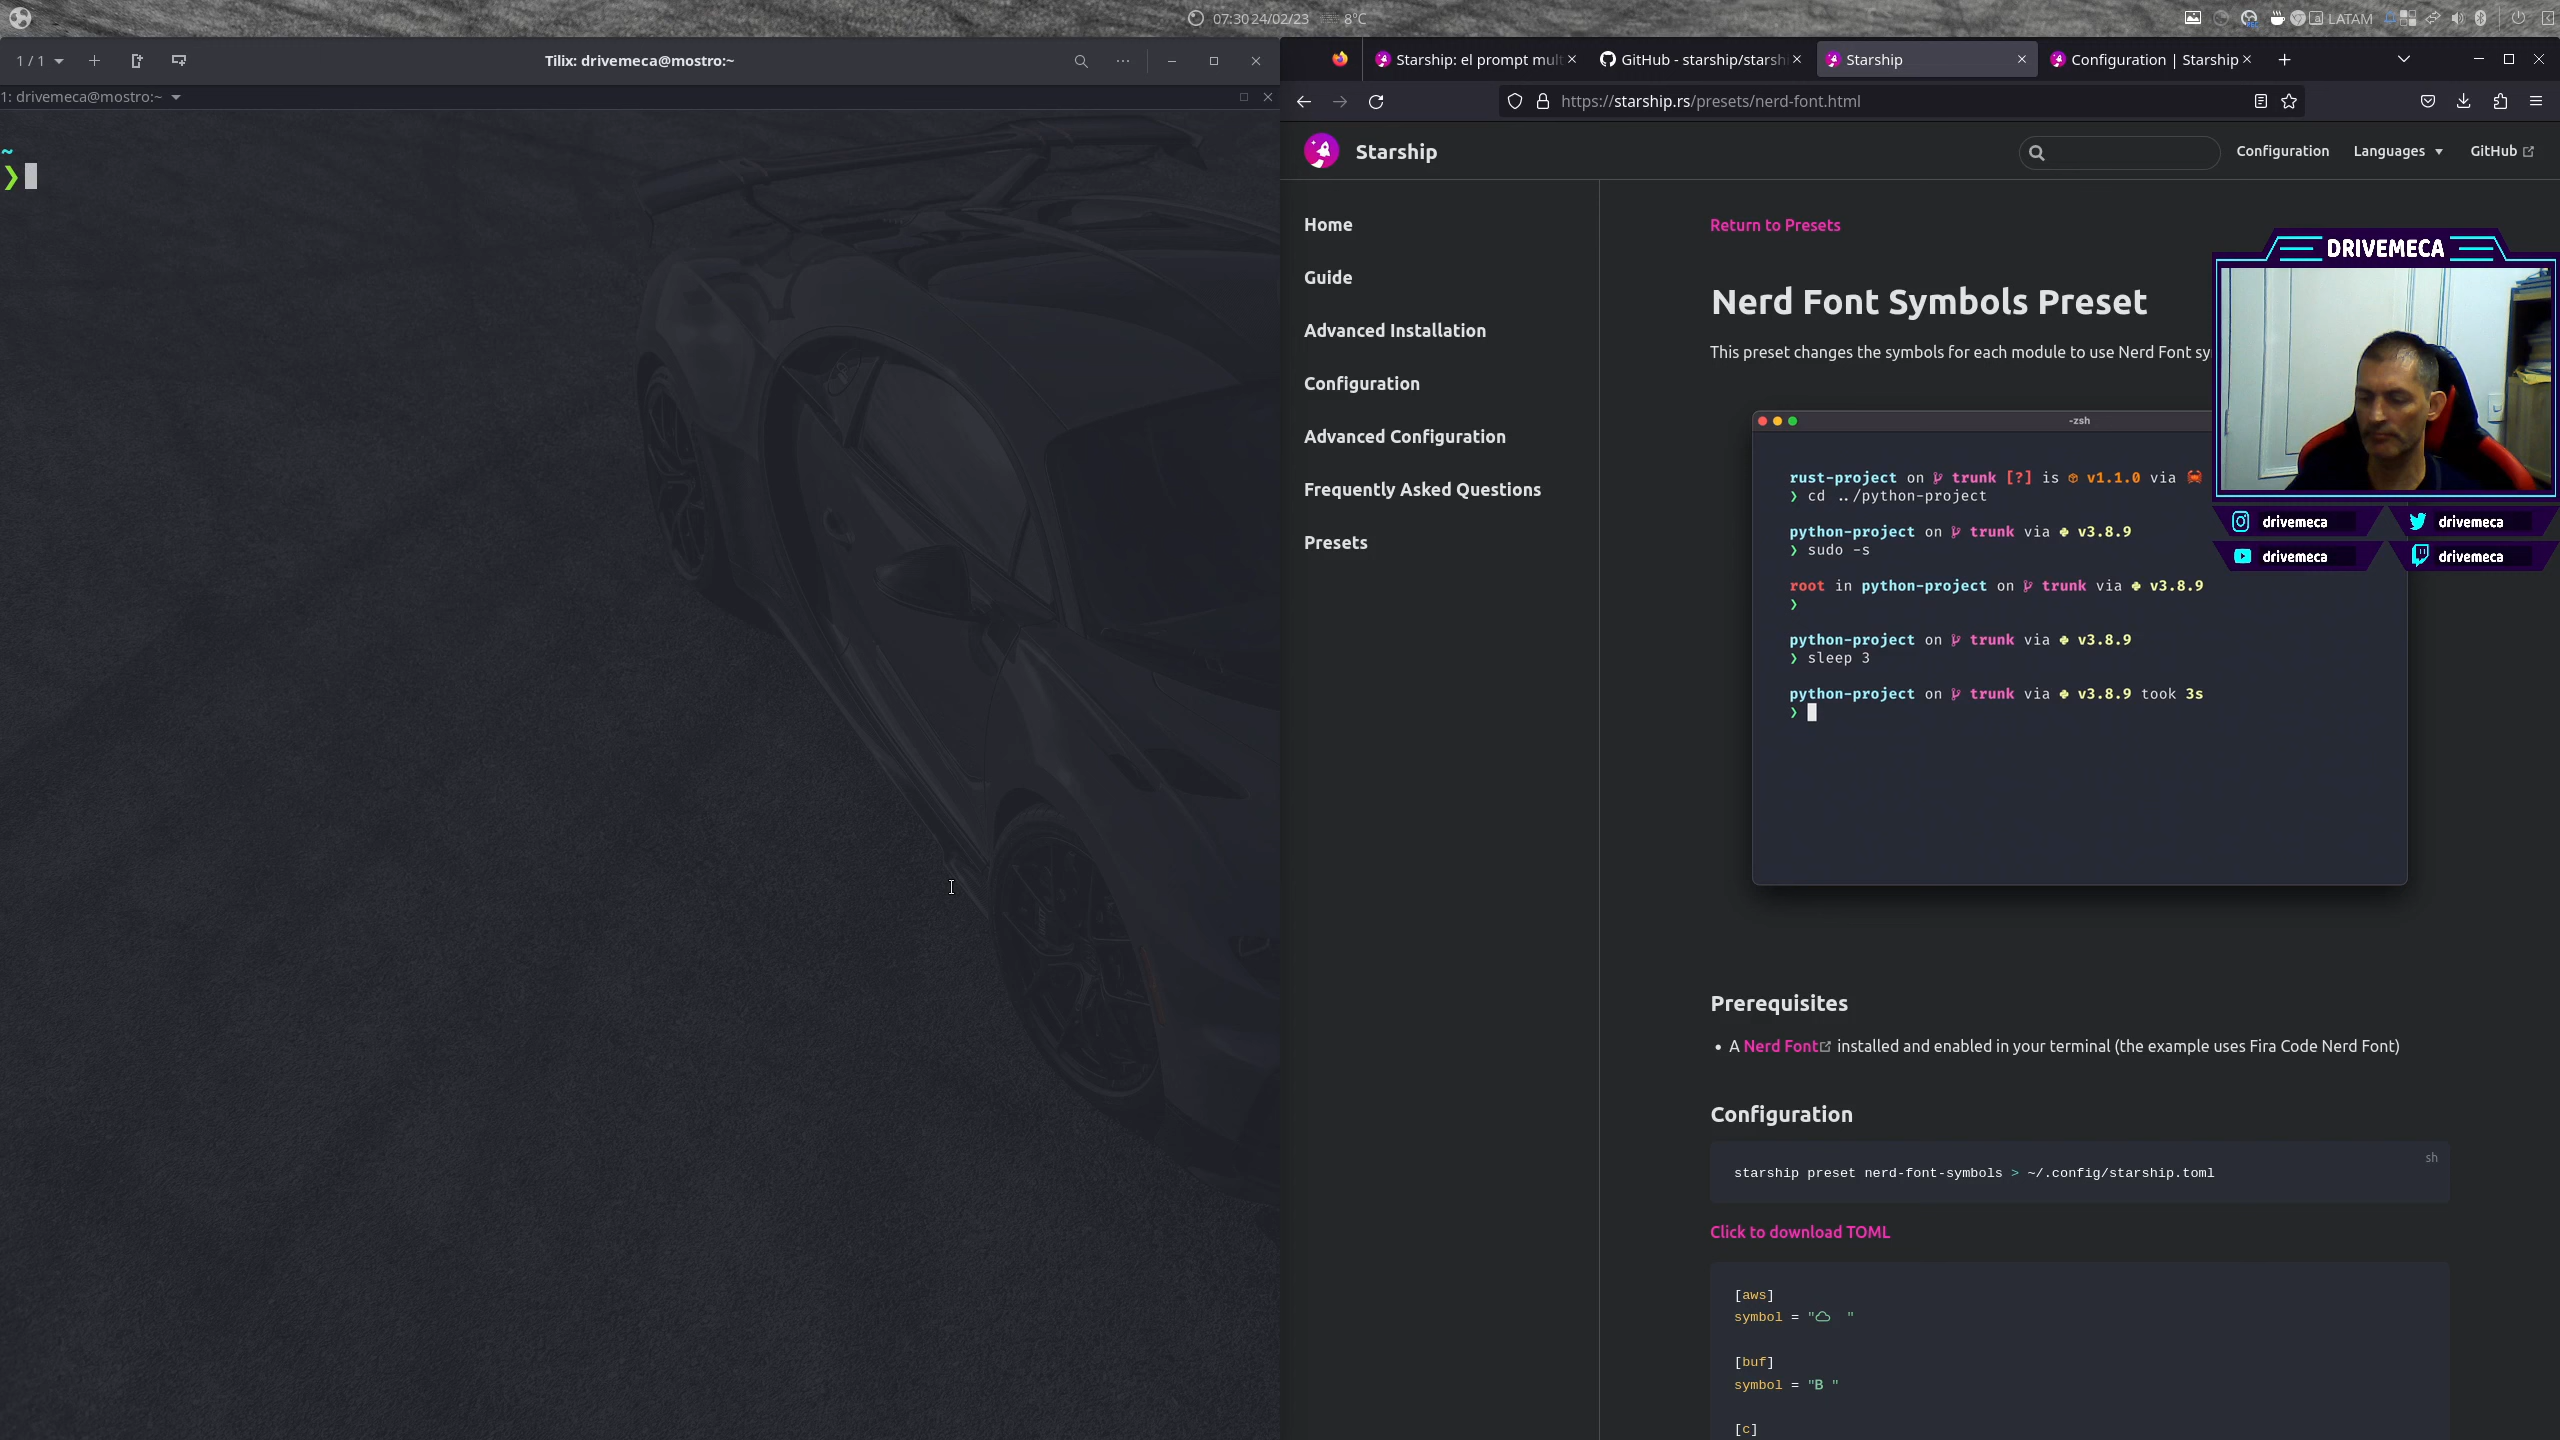 07:30 24/02/23 8°C
LATAM
1 / 1
Tilix: drivemeca@mostro:~
1: drivemeca@mostro:~
~
❯
Starship: el prompt mult
GitHub - starship/starshi
Starship
Configuration | Starship
https://starship.rs/presets/nerd-font.html
Starship
Configuration
Languages
GitHub
Home
Guide
Advanced Installation
Configuration
Advanced Configuration
Frequently Asked Questions
Presets
Return to Presets
Nerd Font Symbols Preset
This preset changes the symbols for each module to use Nerd Font sy
DRIVEMECA
drivemeca
drivemeca
drivemeca
drivemeca
-zsh
rust-project on trunk [?] is v1.1.0 via
❯ cd ../python-project
python-project on trunk via v3.8.9
❯ sudo -s
root in python-project on trunk via v3.8.9
❯
python-project on trunk via v3.8.9
❯ sleep 3
python-project on trunk via v3.8.9 took 3s
❯
Prerequisites
• A Nerd Font installed and enabled in your terminal (the example uses Fira Code Nerd Font)
Configuration
sh
starship preset nerd-font-symbols > ~/.config/starship.toml
Click to download TOML
[aws]
symbol = "  "
[buf]
symbol = "B "
[c]